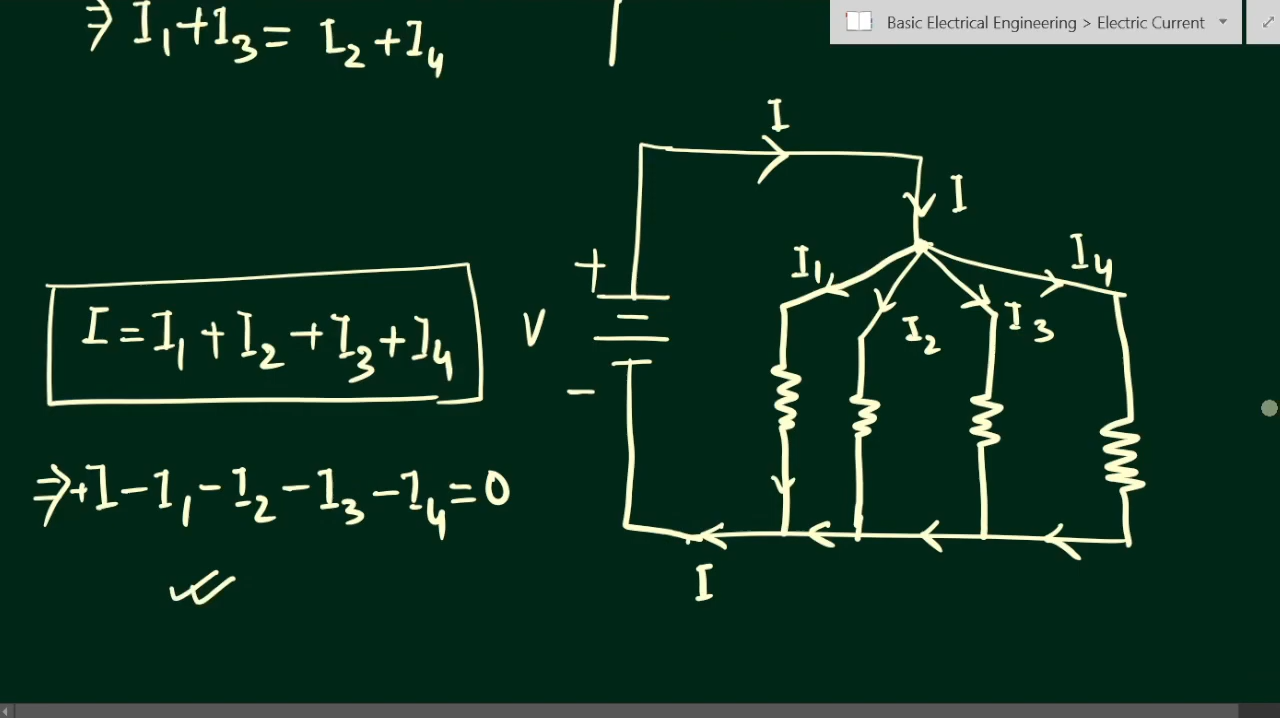 ⇒ I₁+I₃= I₂+I₄
Basic Electrical Engineering > Electric Current
I
I
I₁
I₄
I₂
I₃
+
V
-
I
I=I₁+I₂+I₃+I₄
⇒+I-I₁-I₂-I₃-I₄=0